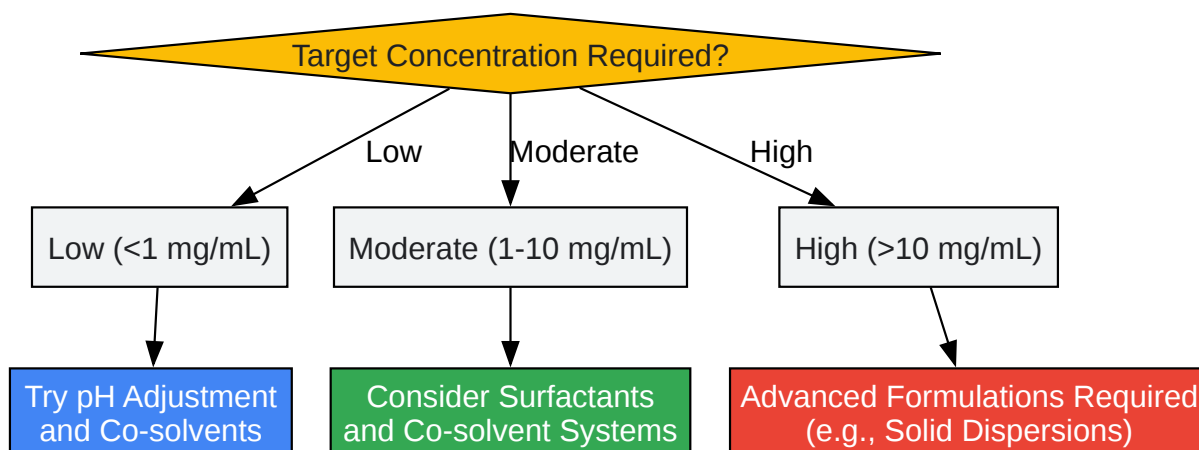 Target Concentration Required?
Low
Moderate
High
Low (<1 mg/mL)
Moderate (1-10 mg/mL)
High (>10 mg/mL)
Try pH Adjustment
and Co-solvents
Consider Surfactants
and Co-solvent Systems
Advanced Formulations Required
(e.g., Solid Dispersions)